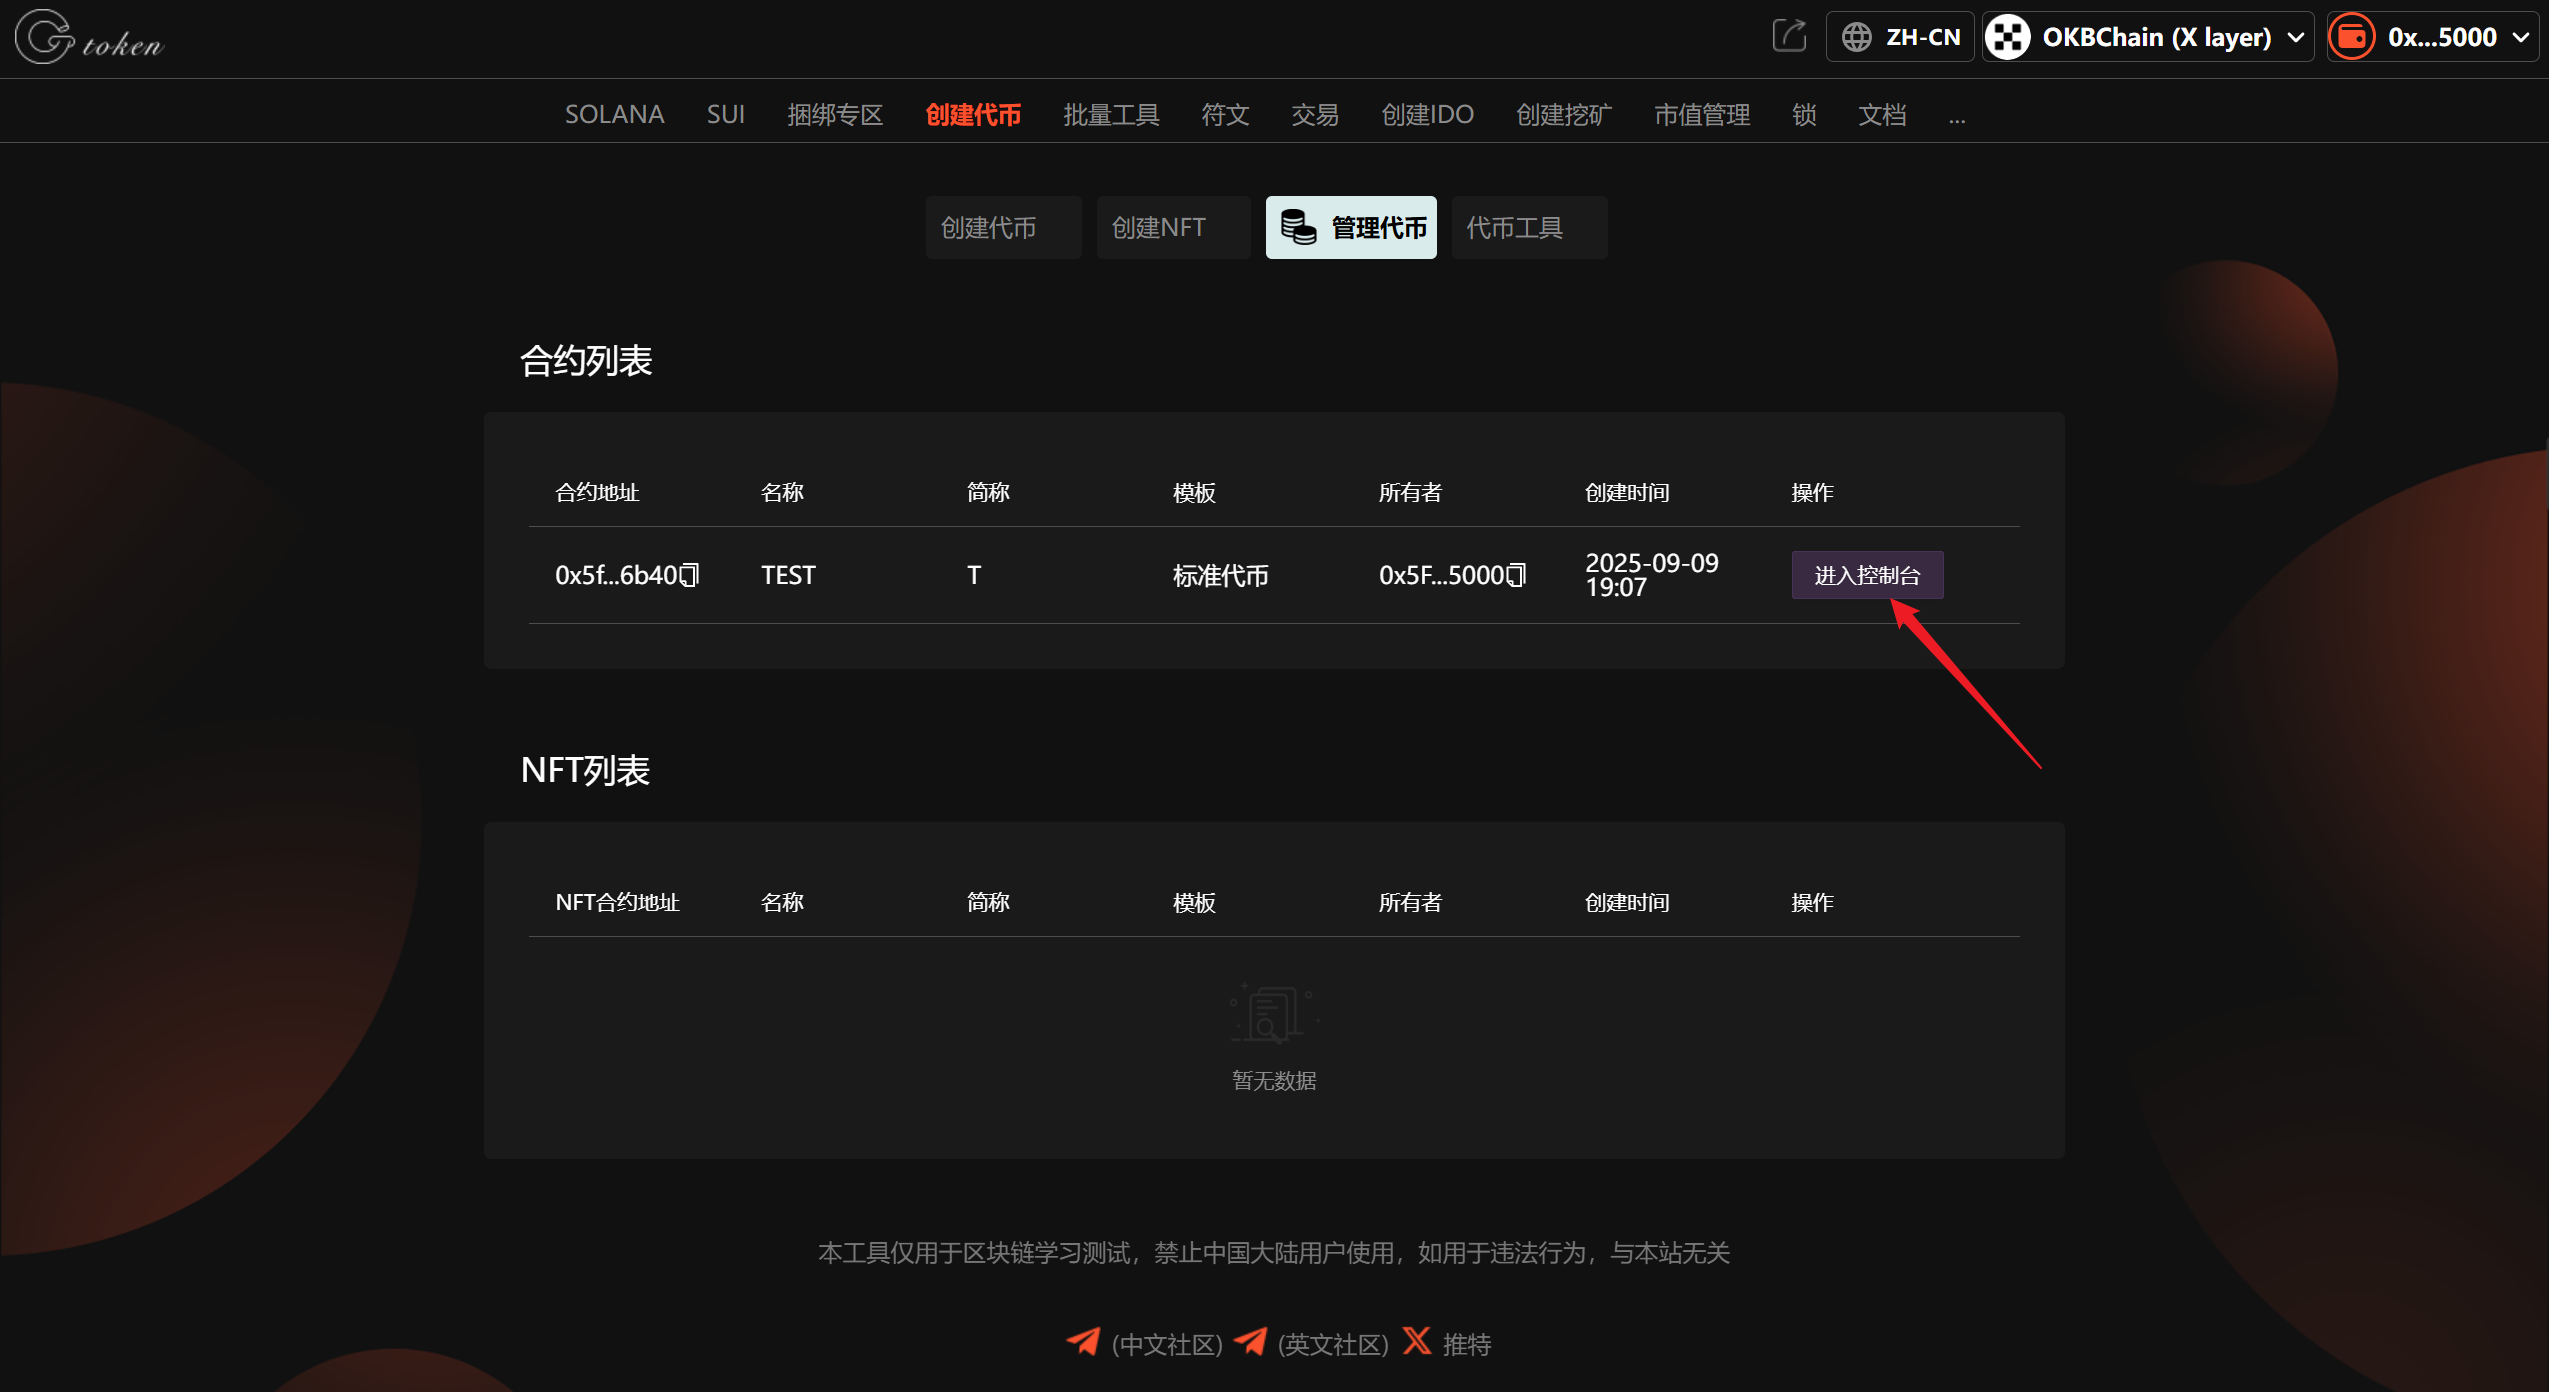 Gtoken
ZH-CN
OKBChain (X layer)
0x...5000
SOLANA SUI 捆绑专区 创建代币 批量工具 符文 交易 创建IDO 创建挖矿 市值管理 锁 文档 ...
创建代币 创建NFT 管理代币 代币工具
合约列表
合约地址 名称 简称 模板 所有者 创建时间 操作
0x5f...6b40 TEST T 标准代币 0x5F...5000 2025-09-09 19:07 进入控制台
NFT列表
NFT合约地址 名称 简称 模板 所有者 创建时间 操作
暂无数据
本工具仅用于区块链学习测试，禁止中国大陆用户使用，如用于违法行为，与本站无关
(中文社区) (英文社区) 推特